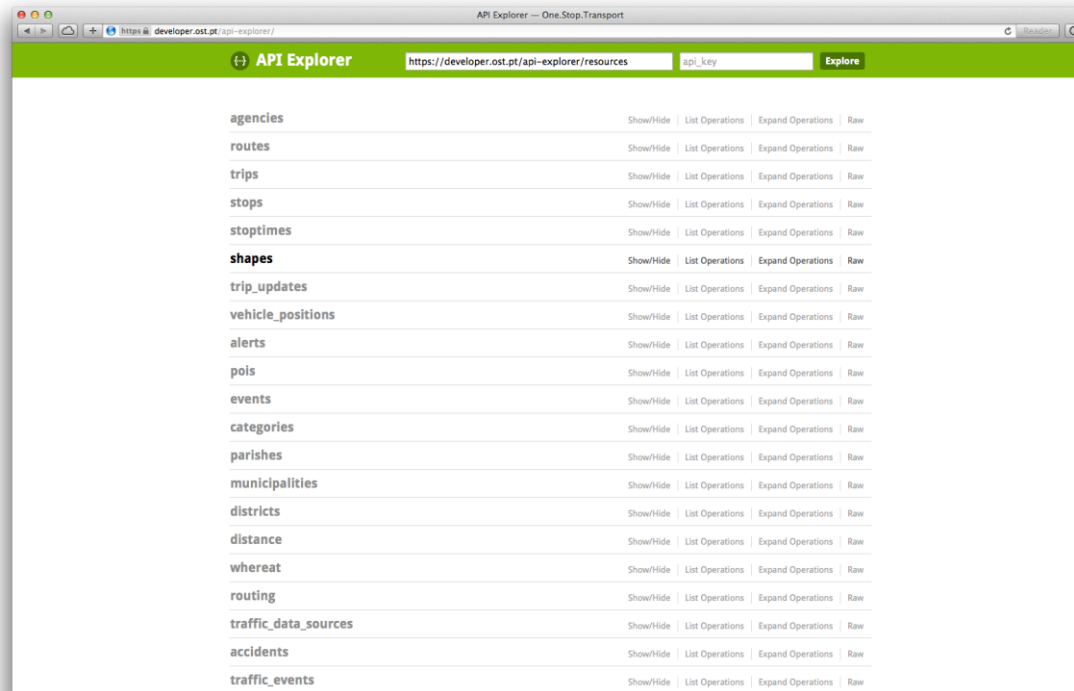 API Explorer — One.Stop.Transport
https developer.ost.pt/api-explorer/ Reader
API Explorer https://developer.ost.pt/api-explorer/resources api_key Explore
agencies Show/Hide List Operations Expand Operations Raw
routes Show/Hide List Operations Expand Operations Raw
trips Show/Hide List Operations Expand Operations Raw
stops Show/Hide List Operations Expand Operations Raw
stoptimes Show/Hide List Operations Expand Operations Raw
shapes Show/Hide List Operations Expand Operations Raw
trip_updates Show/Hide List Operations Expand Operations Raw
vehicle_positions Show/Hide List Operations Expand Operations Raw
alerts Show/Hide List Operations Expand Operations Raw
pois Show/Hide List Operations Expand Operations Raw
events Show/Hide List Operations Expand Operations Raw
categories Show/Hide List Operations Expand Operations Raw
parishes Show/Hide List Operations Expand Operations Raw
municipalities Show/Hide List Operations Expand Operations Raw
districts Show/Hide List Operations Expand Operations Raw
distance Show/Hide List Operations Expand Operations Raw
whereat Show/Hide List Operations Expand Operations Raw
routing Show/Hide List Operations Expand Operations Raw
traffic_data_sources Show/Hide List Operations Expand Operations Raw
accidents Show/Hide List Operations Expand Operations Raw
traffic_events Show/Hide List Operations Expand Operations Raw